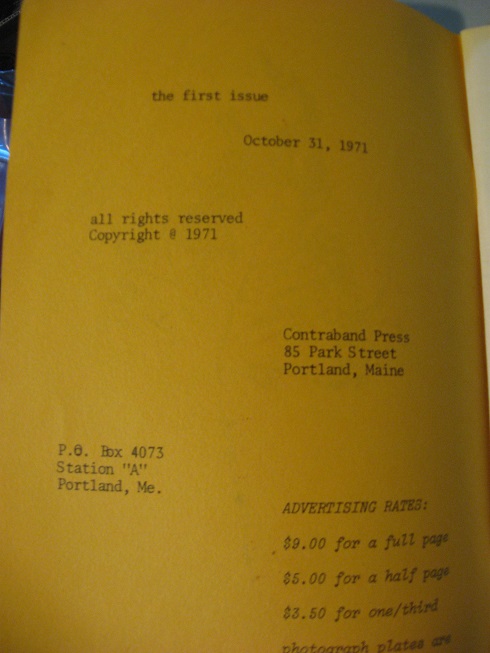 the first issue
October 31, 1971
all rights reserved
Copyright @ 1971
Contraband Press
85 Park Street
Portland, Maine
P.O. Box 4073
Station "A"
Portland, Me.
ADVERTISING RATES:
$9.00 for a full page
$5.00 for a half page
$3.50 for one/third
photograph plates are